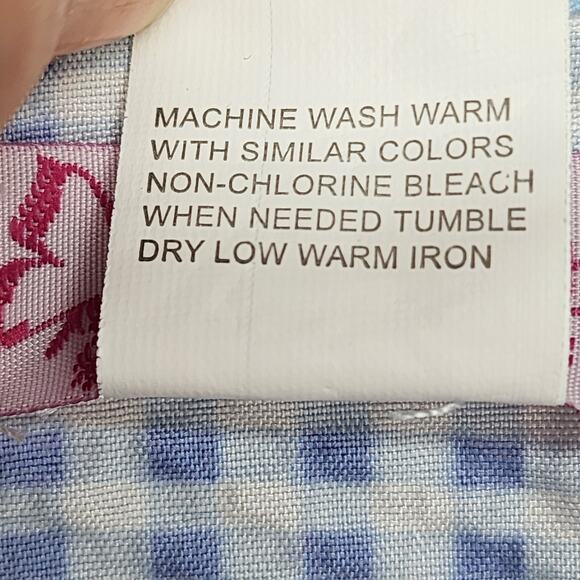 MACHINE WASH WARM
WITH SIMILAR COLORS
NON-CHLORINE BLEACH
WHEN NEEDED TUMBLE
DRY LOW WARM IRON